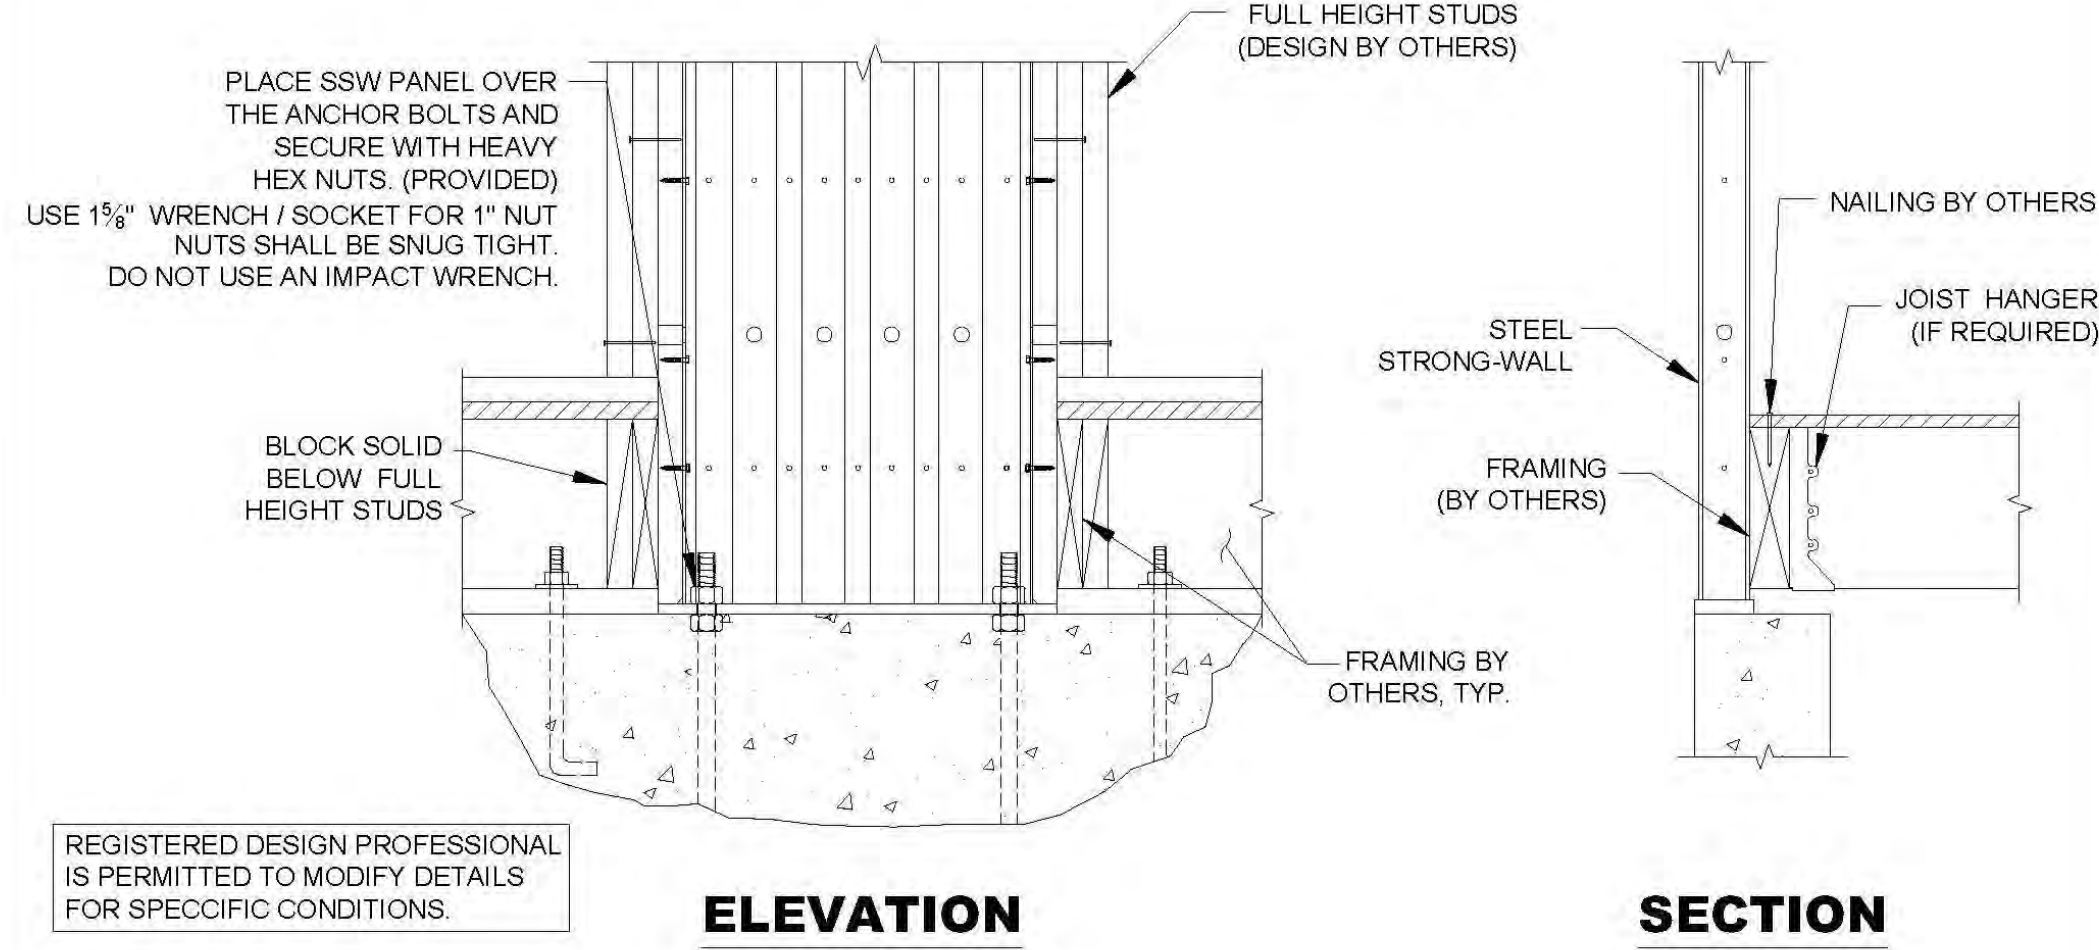 FULL HEIGHT STUDS
(DESIGN BY OTHERS)
PLACE SSW PANEL OVER
THE ANCHOR BOLTS AND
SECURE WITH HEAVY
HEX NUTS. (PROVIDED)
USE 1⅝" WRENCH / SOCKET FOR 1" NUT
NUTS SHALL BE SNUG TIGHT.
DO NOT USE AN IMPACT WRENCH.
BLOCK SOLID
BELOW FULL
HEIGHT STUDS
FRAMING BY
OTHERS, TYP.
REGISTERED DESIGN PROFESSIONAL
IS PERMITTED TO MODIFY DETAILS
FOR SPECCIFIC CONDITIONS.
ELEVATION
NAILING BY OTHERS
JOIST HANGER
(IF REQUIRED)
STEEL
STRONG-WALL
FRAMING
(BY OTHERS)
SECTION